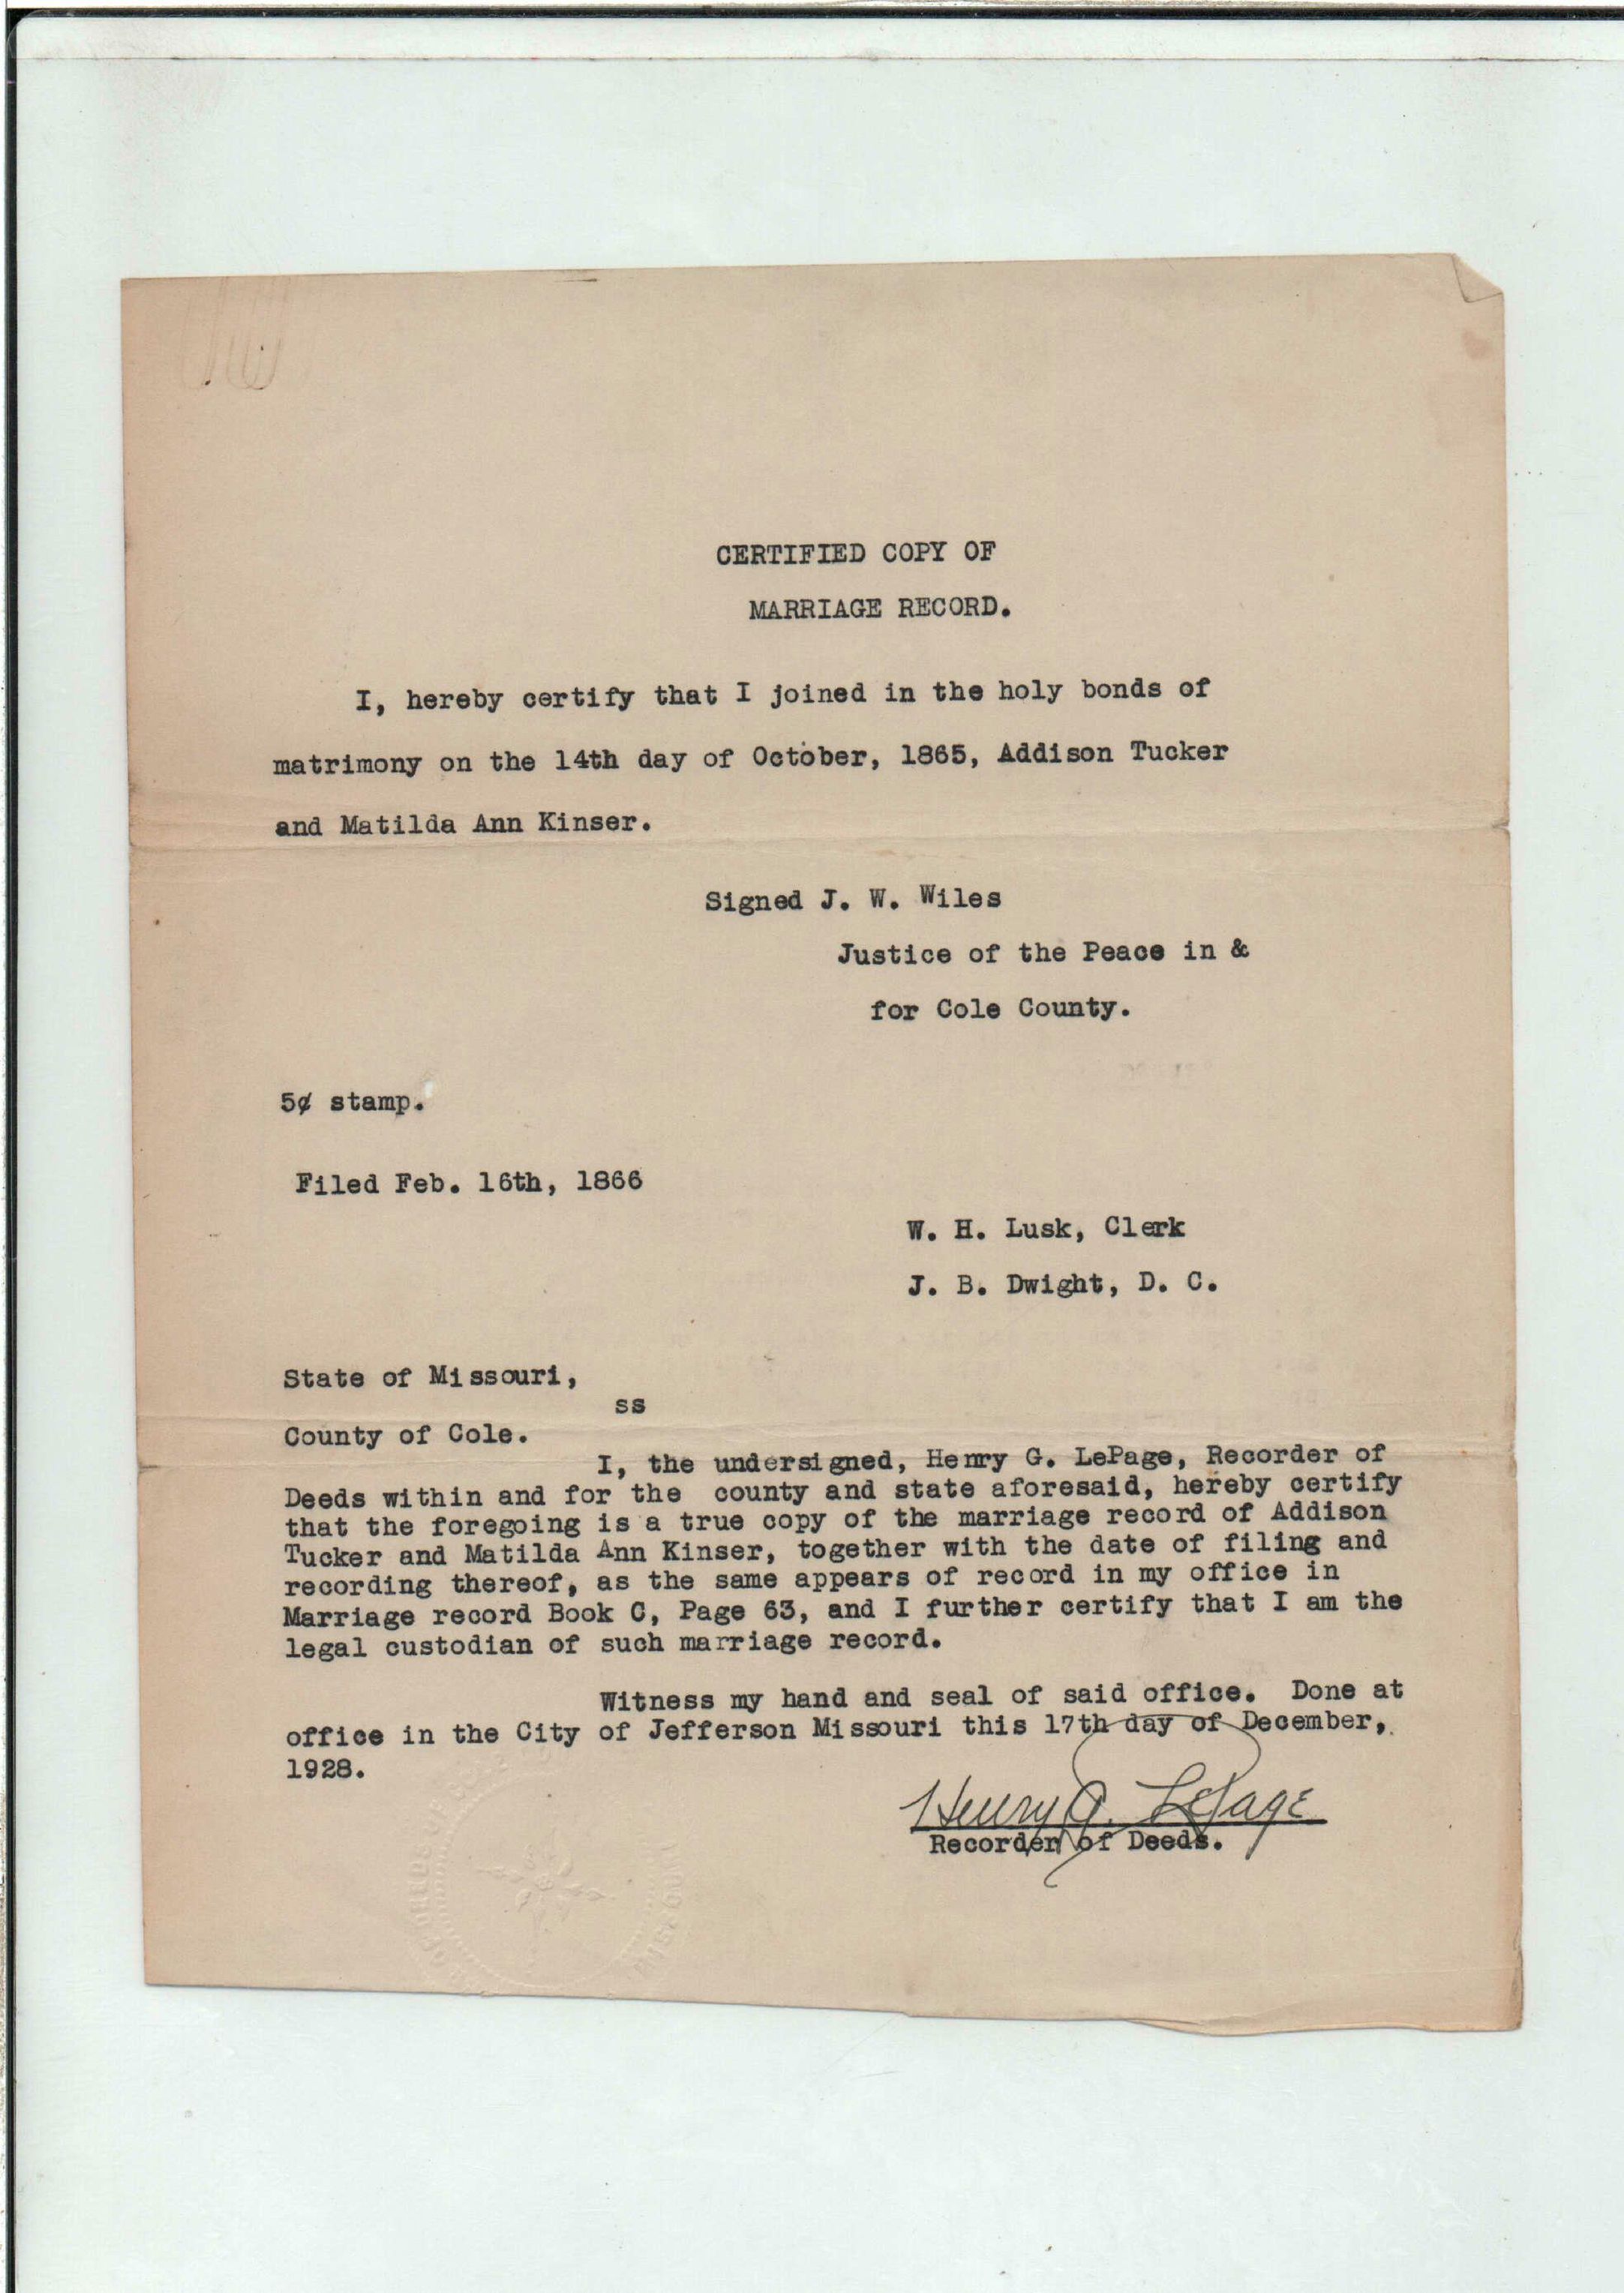 CERTIFIED COPY OF
MARRIAGE RECORD.
I, hereby certify that I joined in the holy bonds of
matrimony on the 14th day of October, 1865, Addison Tucker
and Matilda Ann Kinser.
Signed J. W. Wiles
Justice of the Peace in &
for Cole County.
5¢ stamp.
Filed Feb. 16th, 1866
W. H. Lusk, Clerk
J. B. Dwight, D. C.
State of Missouri,
ss
County of Cole.
I, the undersigned, Henry G. LePage, Recorder of
Deeds within and for the county and state aforesaid, hereby certify
that the foregoing is a true copy of the marriage record of Addison
Tucker and Matilda Ann Kinser, together with the date of filing and
recording thereof, as the same appears of record in my office in
Marriage record Book C, Page 63, and I further certify that I am the
legal custodian of such marriage record.
Witness my hand and seal of said office. Done at
office in the City of Jefferson Missouri this 17th day of December,
1928.
Henry G. LePage
Recorder of Deeds.